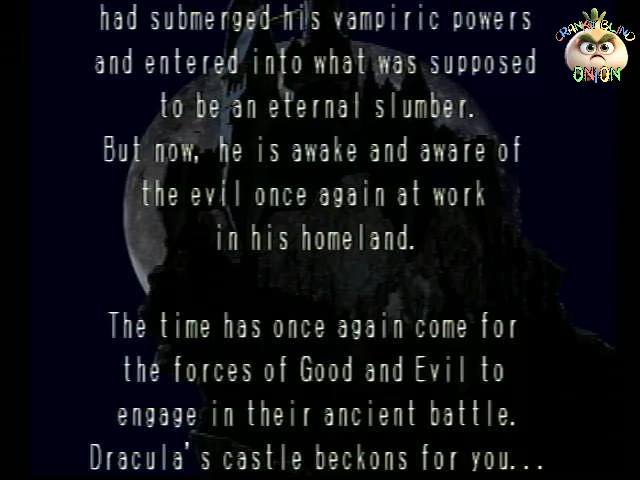 had submerged his vampiric powers
and entered into what was supposed
to be an eternal slumber.
But now, he is awake and aware of
the evil once again at work
in his homeland.
The time has once again come for
the forces of Good and Evil to
engage in their ancient battle.
Dracula's castle beckons for you...
CRANKY BLIND
ONION